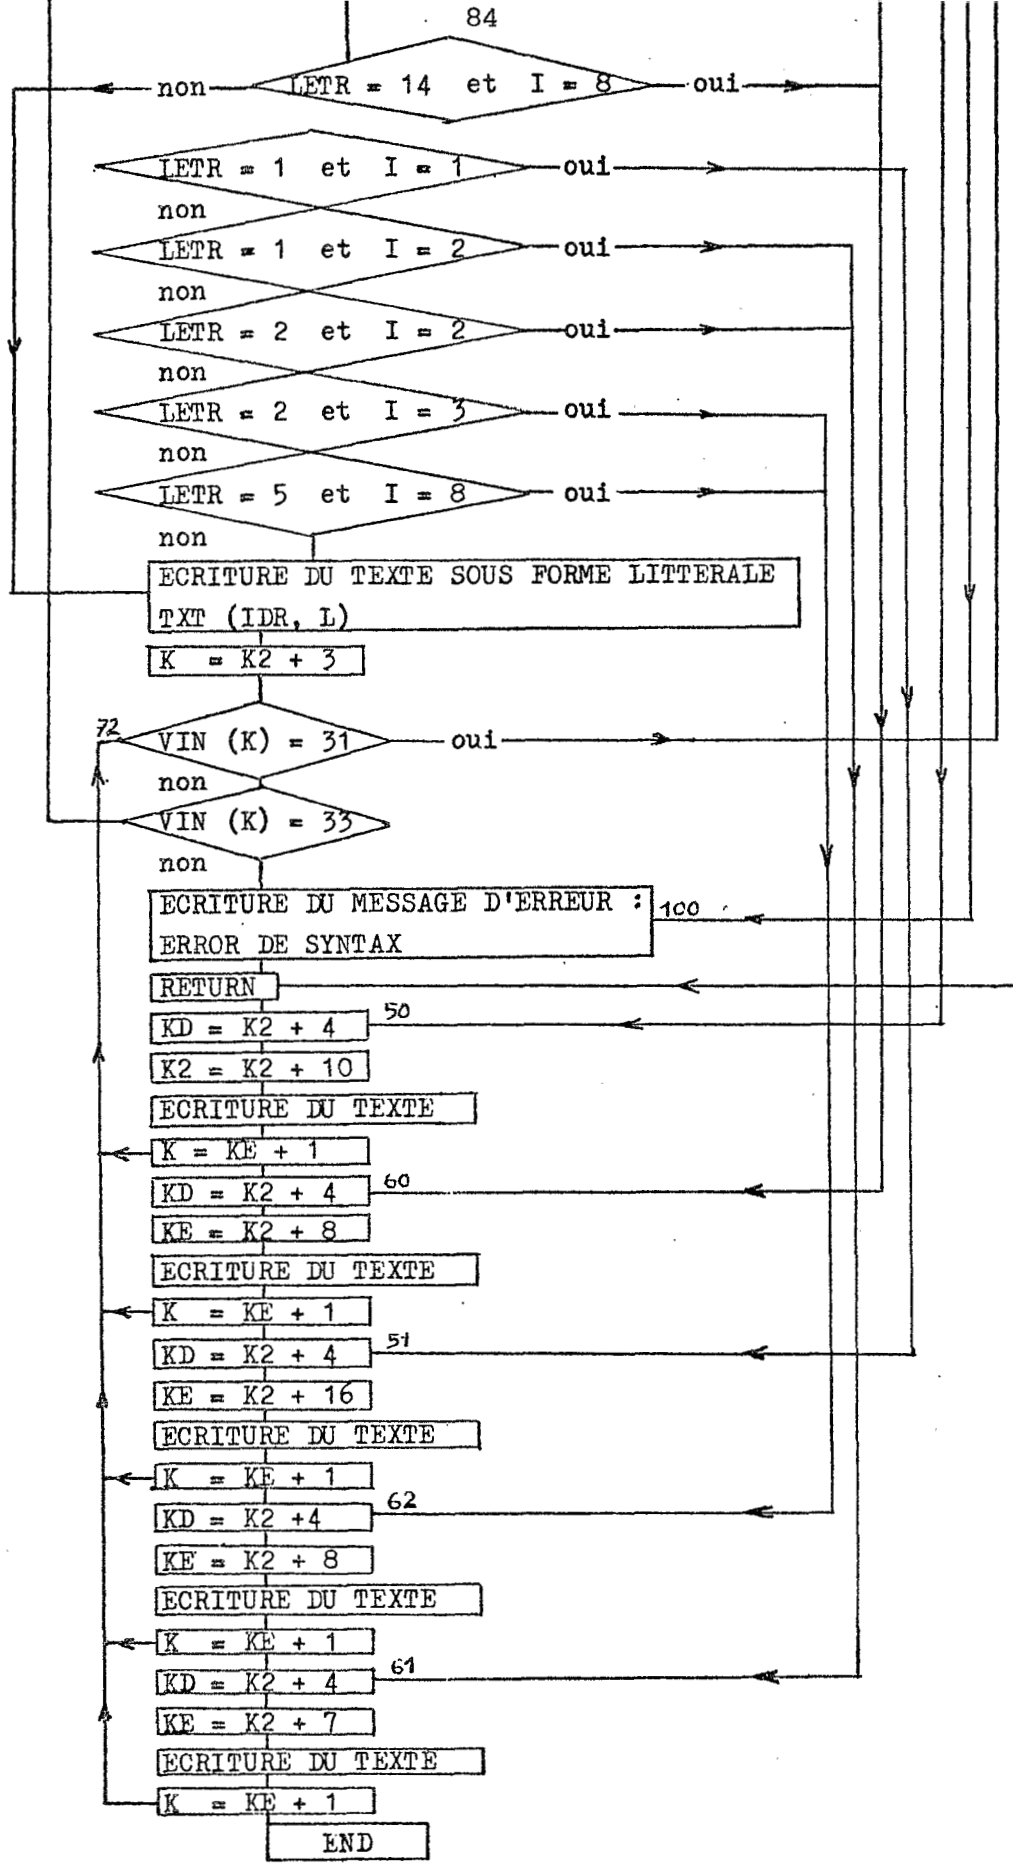 84
non LETR = 14 et I = 8 oui
LETR = 1 et I = 1 oui
non
LETR = 1 et I = 2 oui
non
LETR = 2 et I = 2 oui
non
LETR = 2 et I = 3 oui
non
LETR = 5 et I = 8 oui
non
ECRITURE DU TEXTE SOUS FORME LITTERALE
TXT (IDR, L)
K = K2 + 3
72 VIN (K) = 31 oui
non
VIN (K) = 33
non
ECRITURE DU MESSAGE D'ERREUR : 100
ERROR DE SYNTAX
RETURN
KD = K2 + 4 50
K2 = K2 + 10
ECRITURE DU TEXTE
K = KE + 1
KD = K2 + 4 60
KE = K2 + 8
ECRITURE DU TEXTE
K = KE + 1
KD = K2 + 4 51
KE = K2 + 16
ECRITURE DU TEXTE
K = KE + 1
KD = K2 +4 62
KE = K2 + 8
ECRITURE DU TEXTE
K = KE + 1
KD = K2 + 4 61
KE = K2 + 7
ECRITURE DU TEXTE
K = KE + 1
END